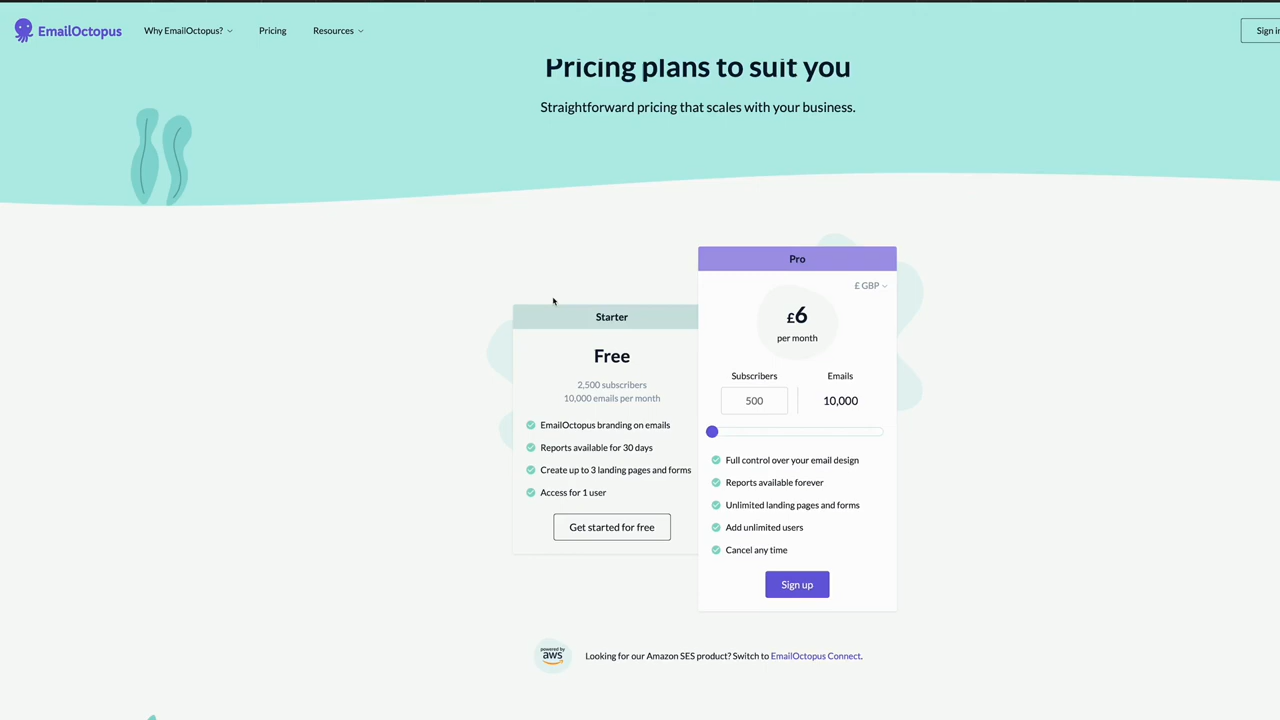 EmailOctopus
Why EmailOctopus?
Pricing
Resources
Sign in
Pricing plans to suit you
Straightforward pricing that scales with your business.
Starter
Free
2,500 subscribers
10,000 emails per month
EmailOctopus branding on emails
Reports available for 30 days
Create up to 3 landing pages and forms
Access for 1 user
Get started for free
Pro
£ GBP
£6
per month
Subscribers
Emails
500
10,000
Full control over your email design
Reports available forever
Unlimited landing pages and forms
Add unlimited users
Cancel any time
Sign up
powered by
aws
Looking for our Amazon SES product? Switch to EmailOctopus Connect.